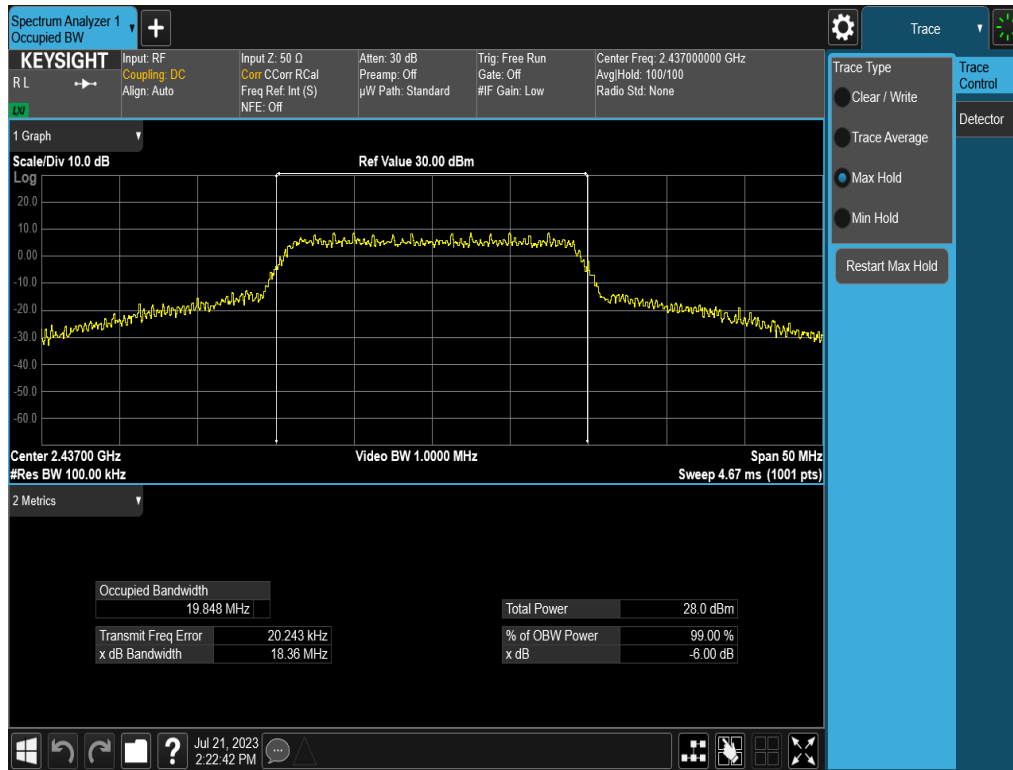 Spectrum Analyzer 1
Occupied BW
+
Trace
KEYSIGHT
R L
LXI
Input: RF
Coupling: DC
Align: Auto
Input Z: 50 Ω
Corr CCorr RCal
Freq Ref: Int (S)
NFE: Off
Atten: 30 dB
Preamp: Off
µW Path: Standard
Trig: Free Run
Gate: Off
#IF Gain: Low
Center Freq: 2.437000000 GHz
Avg|Hold: 100/100
Radio Std: None
Trace Type
Clear / Write
Trace Average
Max Hold
Min Hold
Restart Max Hold
Trace
Control
Detector
1 Graph
Scale/Div 10.0 dB
Ref Value 30.00 dBm
Log
20.0
10.0
0.00
-10.0
-20.0
-30.0
-40.0
-50.0
-60.0
Center 2.43700 GHz
Video BW 1.0000 MHz
Span 50 MHz
#Res BW 100.00 kHz
Sweep 4.67 ms (1001 pts)
2 Metrics
Occupied Bandwidth
19.848 MHz
Total Power 28.0 dBm
Transmit Freq Error 20.243 kHz
% of OBW Power 99.00 %
x dB Bandwidth 18.36 MHz
x dB -6.00 dB
?
Jul 21, 2023
2:22:42 PM